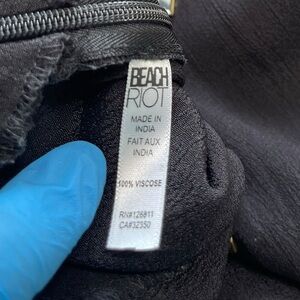 BEACH
RIOT
MADE IN
INDIA
FAIT AUX
INDIA
100% VISCOSE
RN#126811
CA#32350